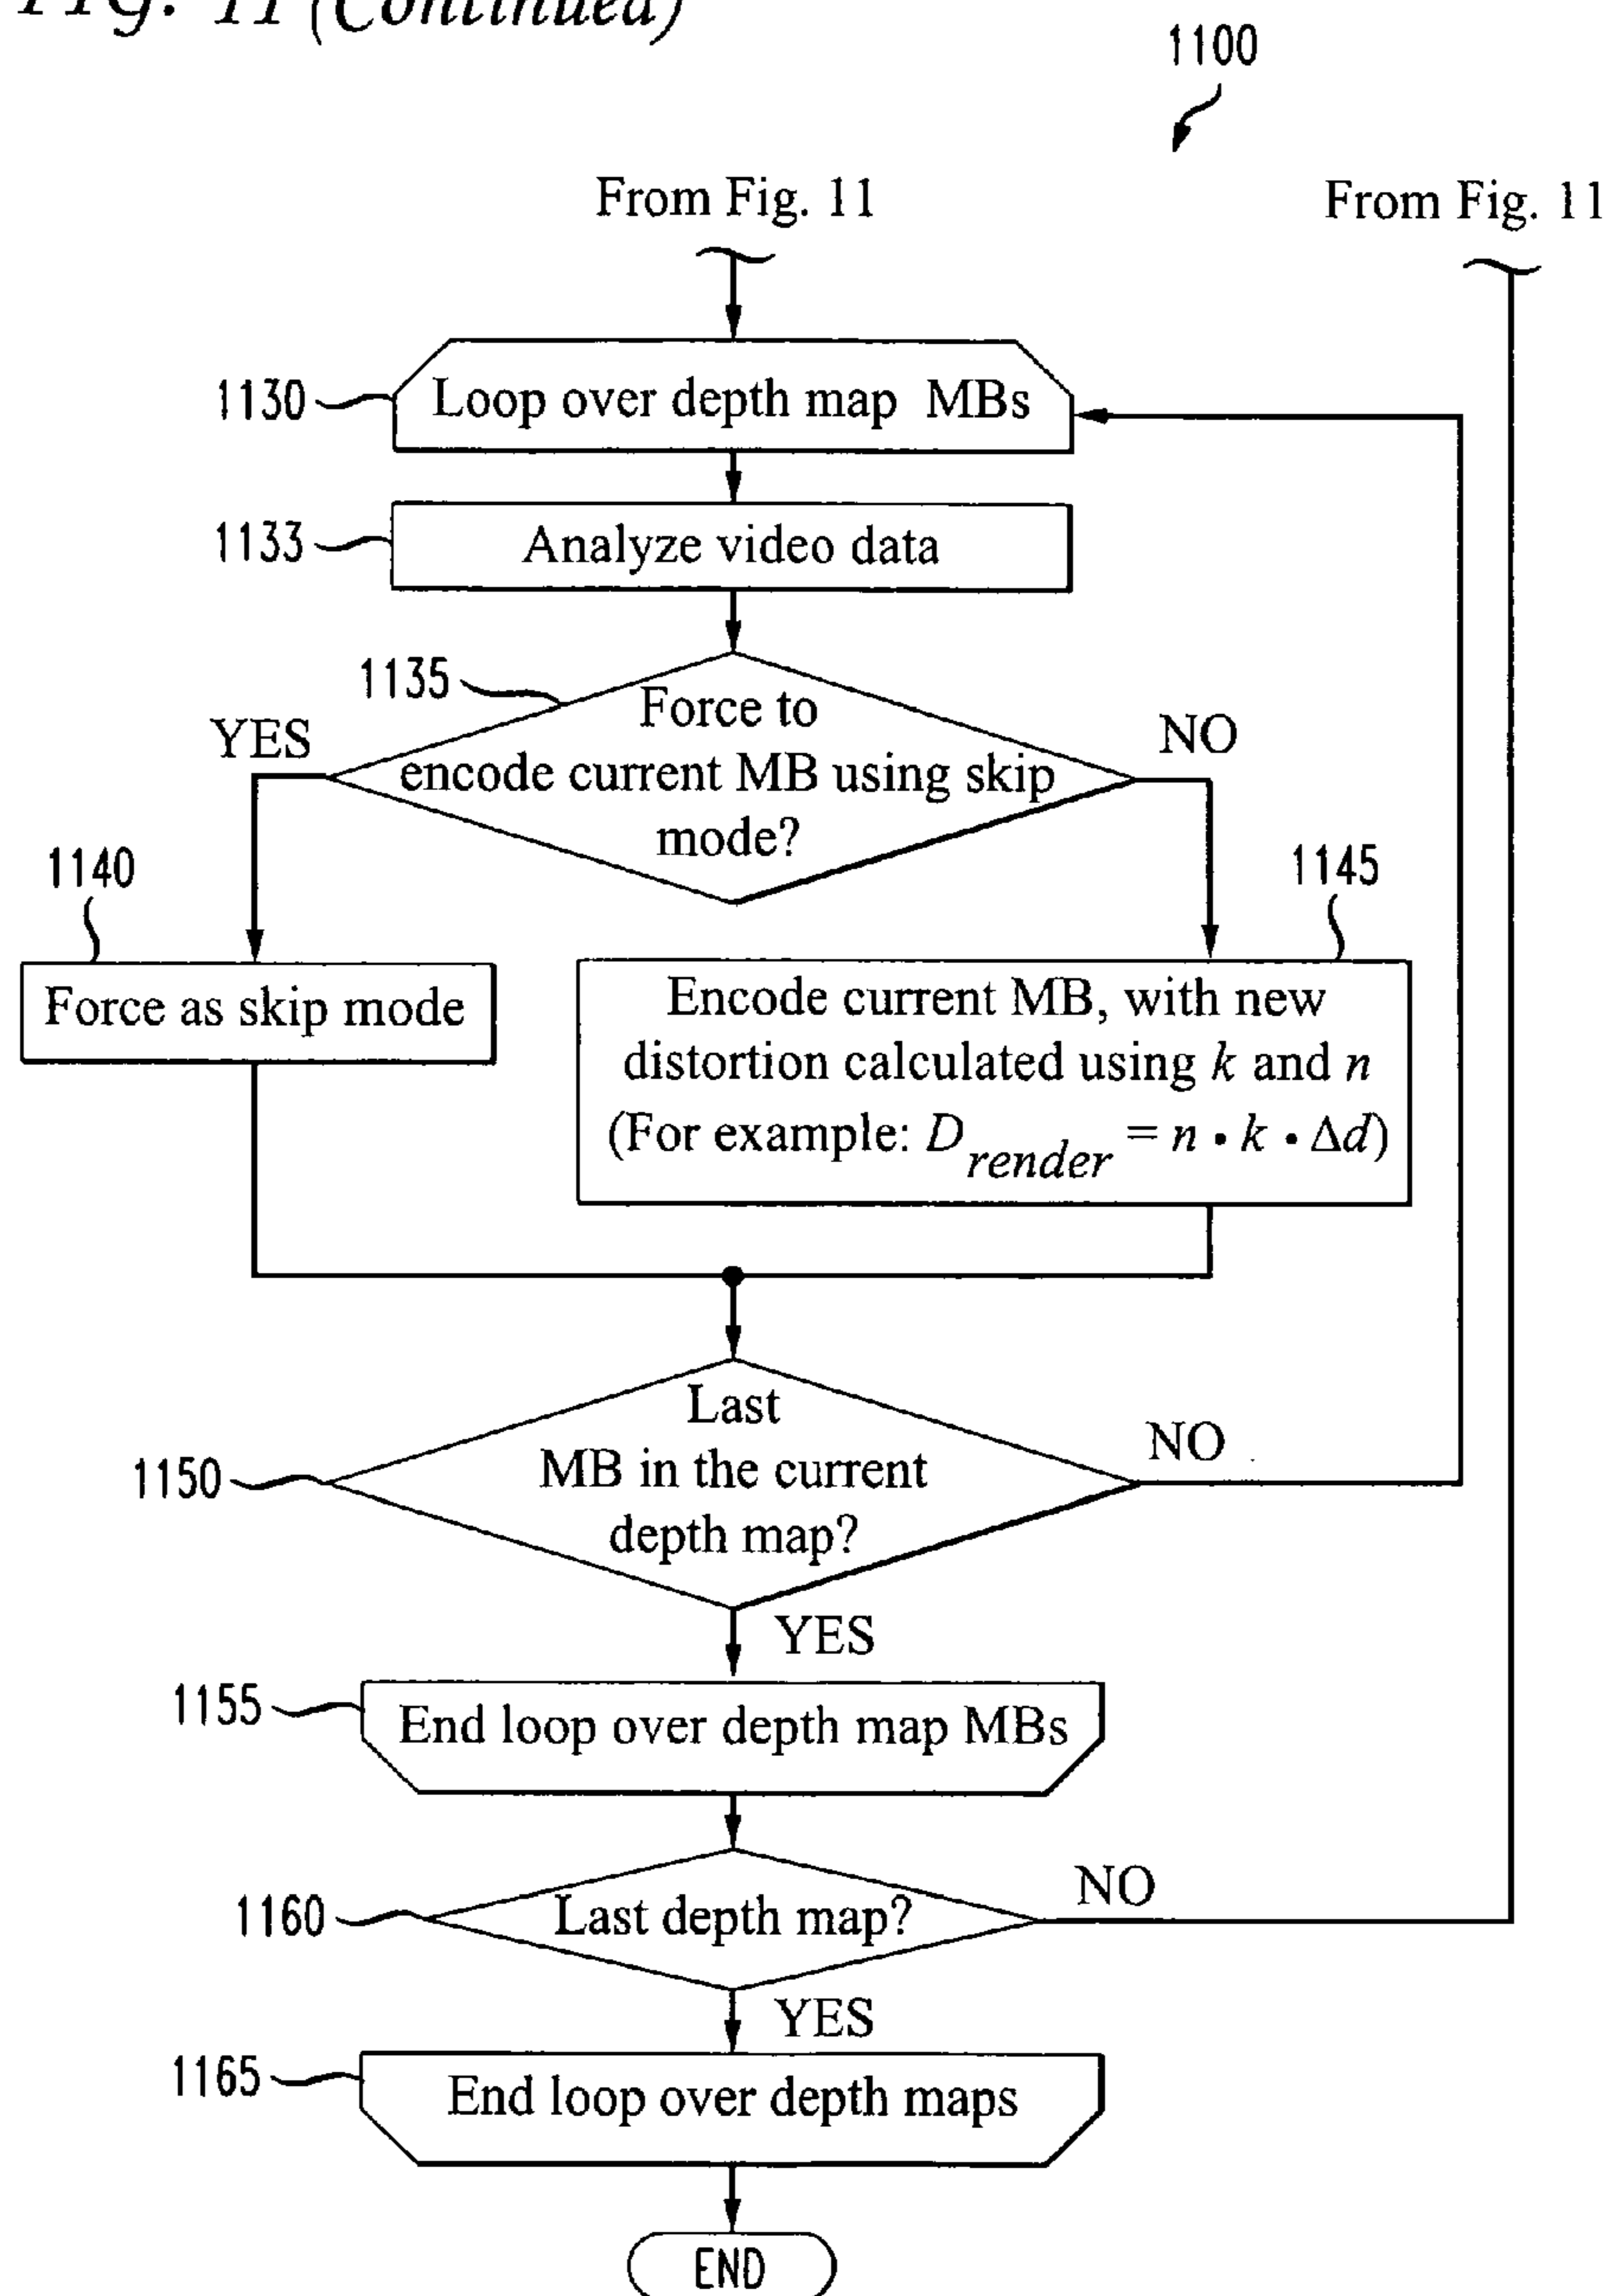 Fig. 11 (Continued)
1100
From Fig. 11
From Fig. 11
1130
Loop over depth map MBs
1133
Analyze video data
1135
Force to
encode current MB using skip
mode?
YES
NO
1140
1145
Force as skip mode
Encode current MB, with new
distortion calculated using k and n
(For example: D_render = n • k • Δd)
Last
MB in the current
depth map?
1150
NO
YES
1155
End loop over depth map MBs
1160
Last depth map?
NO
YES
1165
End loop over depth maps
END